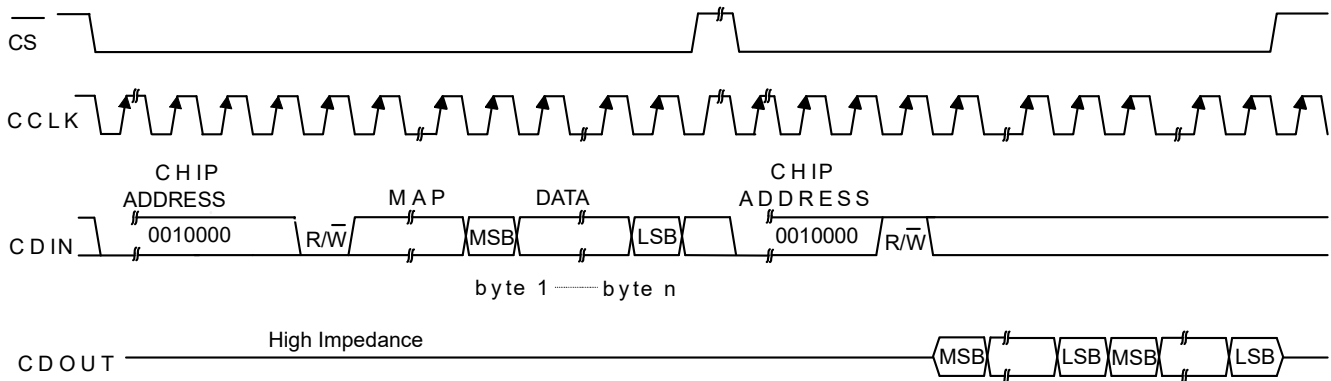 C̅S̅
CCLK
CHIP
ADDRESS
MAP
DATA
CHIP
ADDRESS
CDIN
0010000
R/W̅
MSB
LSB
0010000
R/W̅
byte 1
byte n
High Impedance
CDOUT
MSB
LSB
MSB
LSB